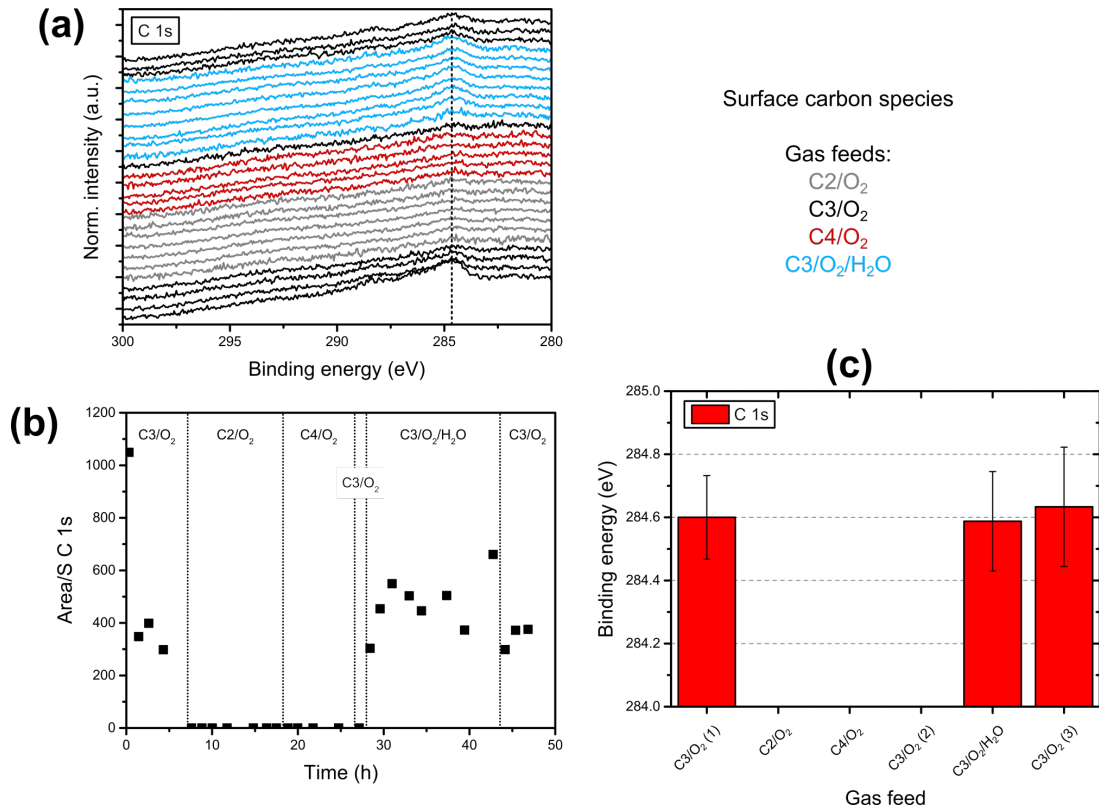 (a)
C 1s
Norm. intensity (a.u.)
300
295
290
285
280
Binding energy (eV)
Surface carbon species
Gas feeds:
C2/O₂
C3/O₂
C4/O₂
C3/O₂/H₂O
(b)
1200
1000
800
600
400
200
0
Area/S C 1s
C3/O₂
C2/O₂
C4/O₂
C3/O₂
C3/O₂/H₂O
C3/O₂
0
10
20
30
40
50
Time (h)
(c)
C 1s
285.0
284.8
284.6
284.4
284.2
284.0
Binding energy (eV)
C3/O₂ (1)
C2/O₂
C4/O₂
C3/O₂ (2)
C3/O₂/H₂O
C3/O₂ (3)
Gas feed